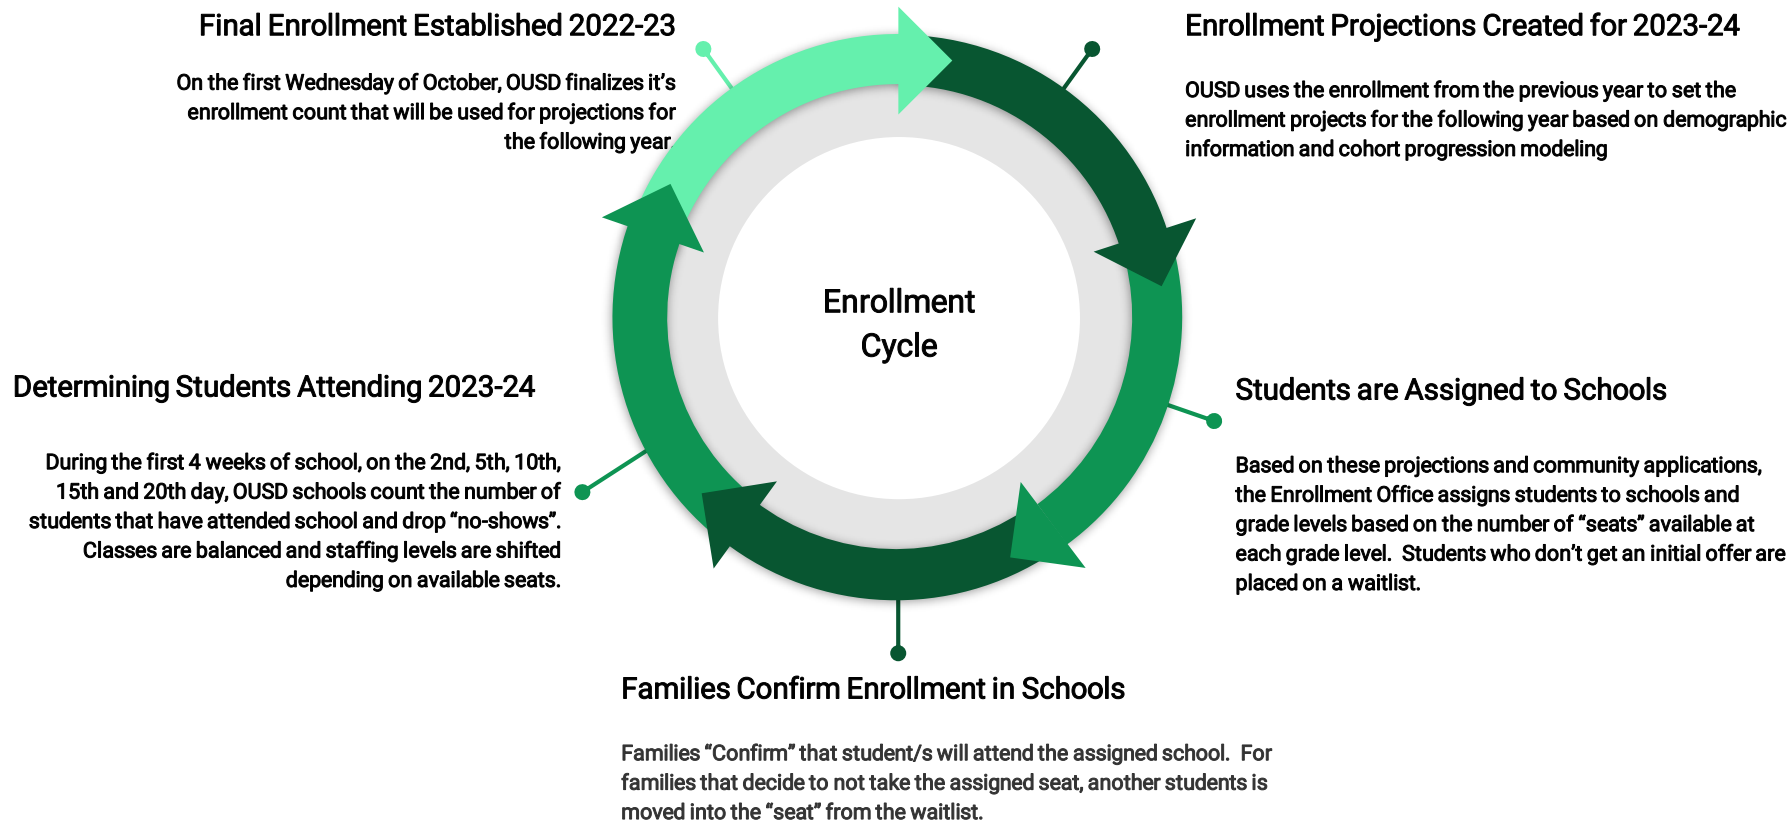 Final Enrollment Established 2022-23
On the first Wednesday of October, OUSD finalizes it’s
enrollment count that will be used for projections for
the following year.
Enrollment Projections Created for 2023-24
OUSD uses the enrollment from the previous year to set the
enrollment projects for the following year based on demographic
information and cohort progression modeling
Enrollment
Cycle
Determining Students Attending 2023-24
During the first 4 weeks of school, on the 2nd, 5th, 10th,
15th and 20th day, OUSD schools count the number of
students that have attended school and drop “no-shows”.
Classes are balanced and staffing levels are shifted
depending on available seats.
Students are Assigned to Schools
Based on these projections and community applications,
the Enrollment Office assigns students to schools and
grade levels based on the number of “seats” available at
each grade level.  Students who don’t get an initial offer are
placed on a waitlist.
Families Confirm Enrollment in Schools
Families “Confirm” that student/s will attend the assigned school.  For
families that decide to not take the assigned seat, another students is
moved into the “seat” from the waitlist.